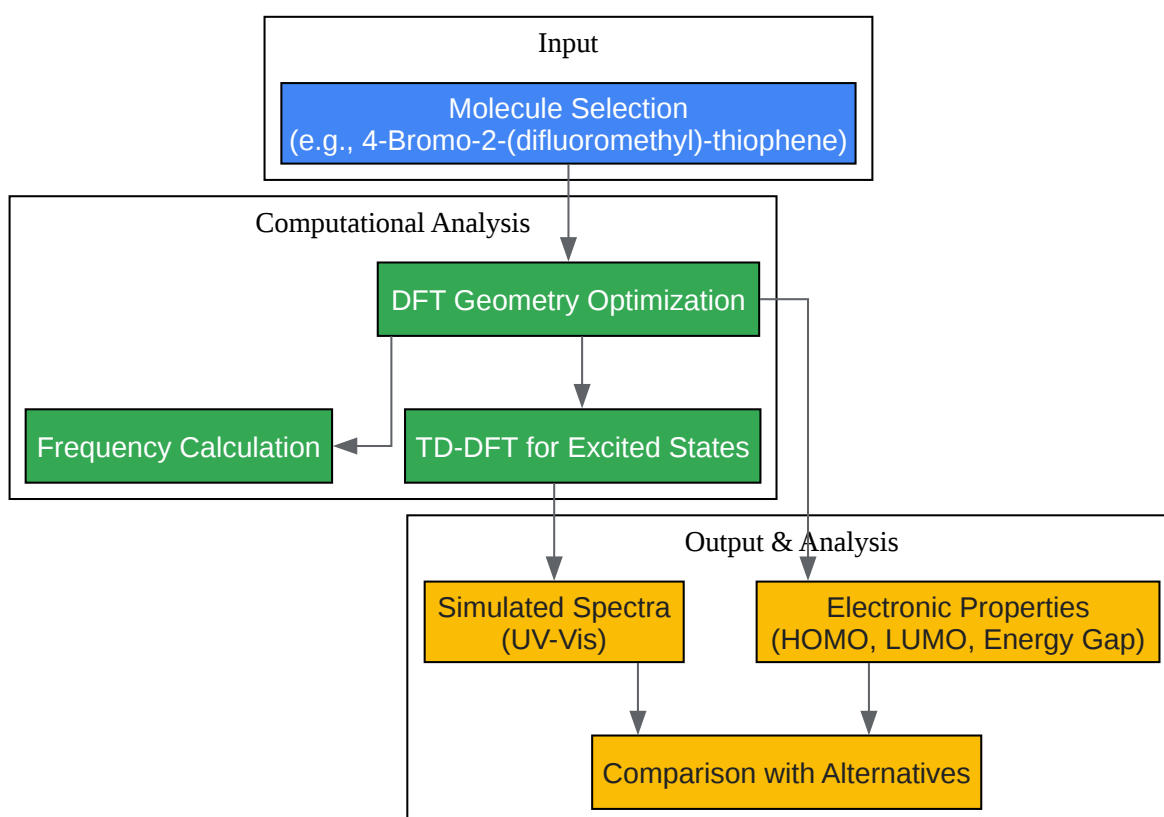 Input
Molecule Selection
(e.g., 4-Bromo-2-(difluoromethyl)-thiophene)
Computational Analysis
DFT Geometry Optimization
Frequency Calculation
TD-DFT for Excited States
Output & Analysis
Simulated Spectra
(UV-Vis)
Electronic Properties
(HOMO, LUMO, Energy Gap)
Comparison with Alternatives